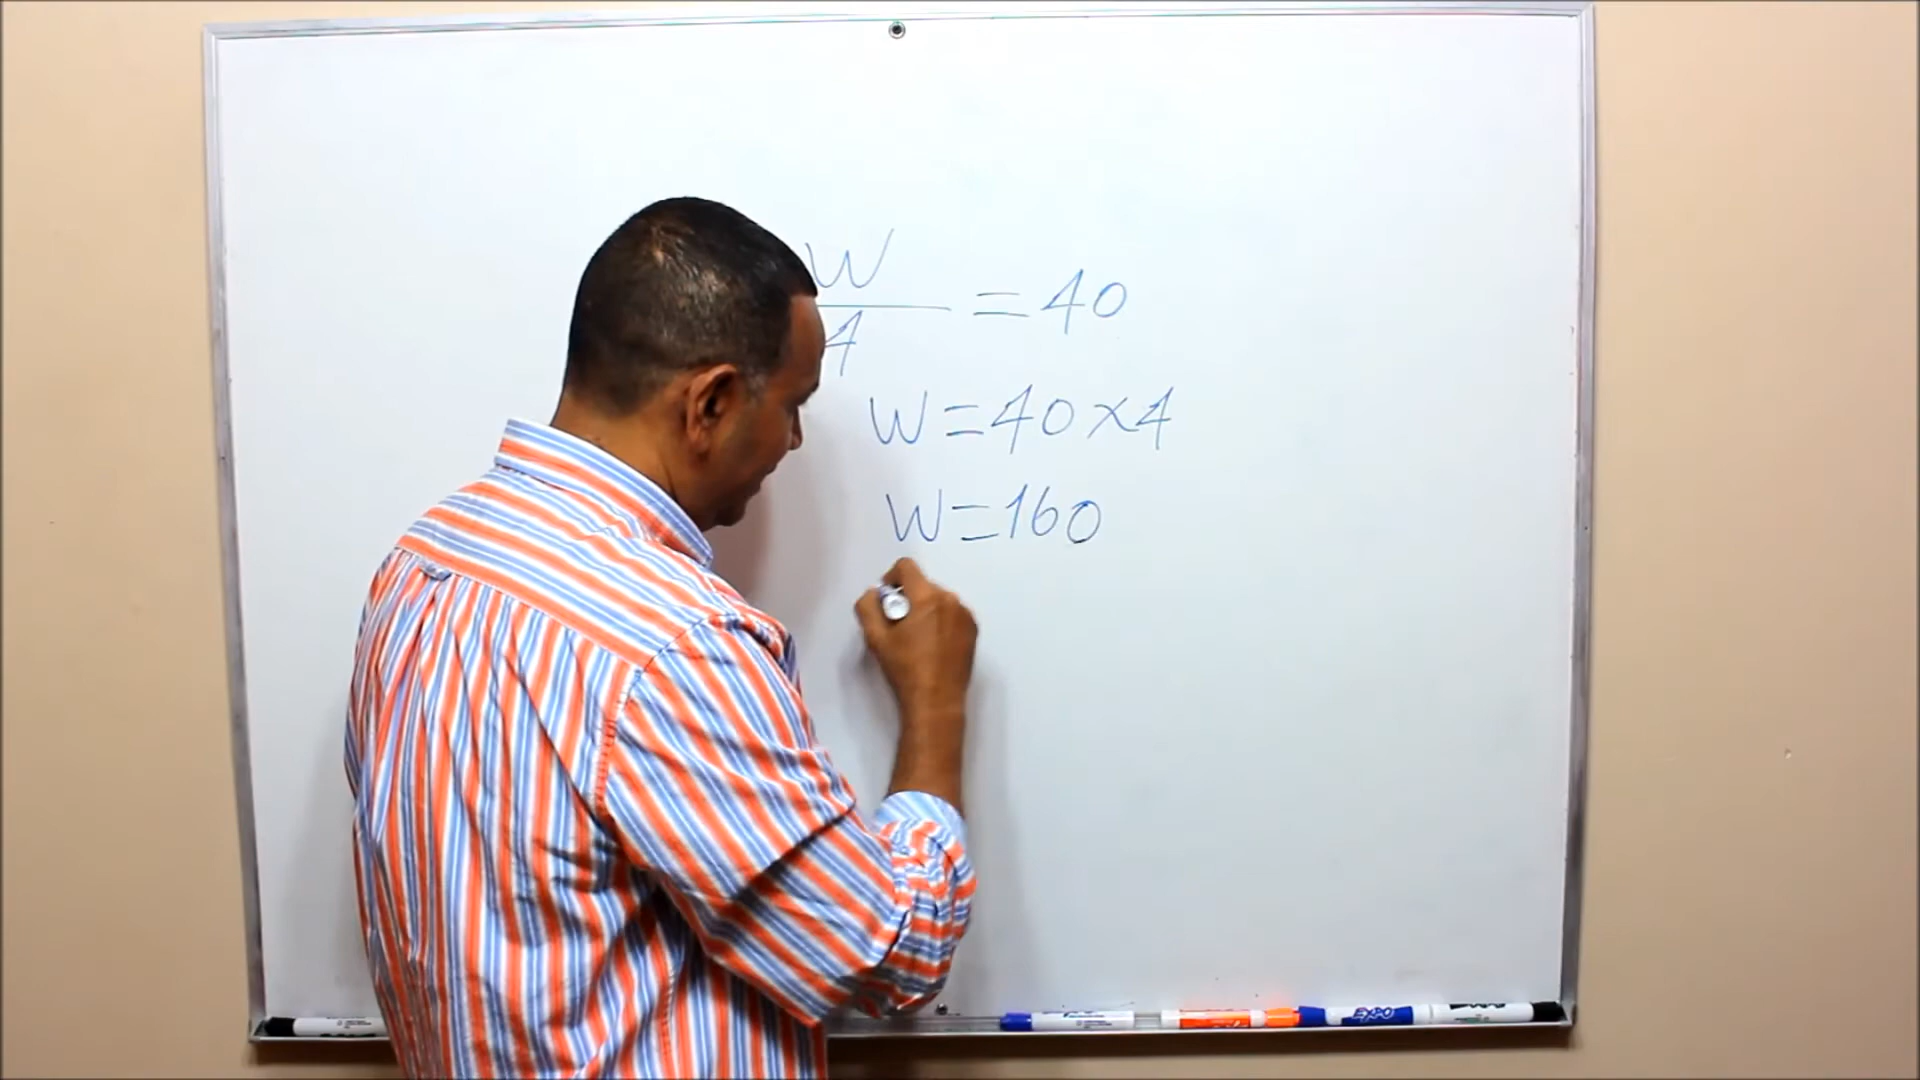 W
— = 40
4
W = 40 × 4
W = 160
EXPO